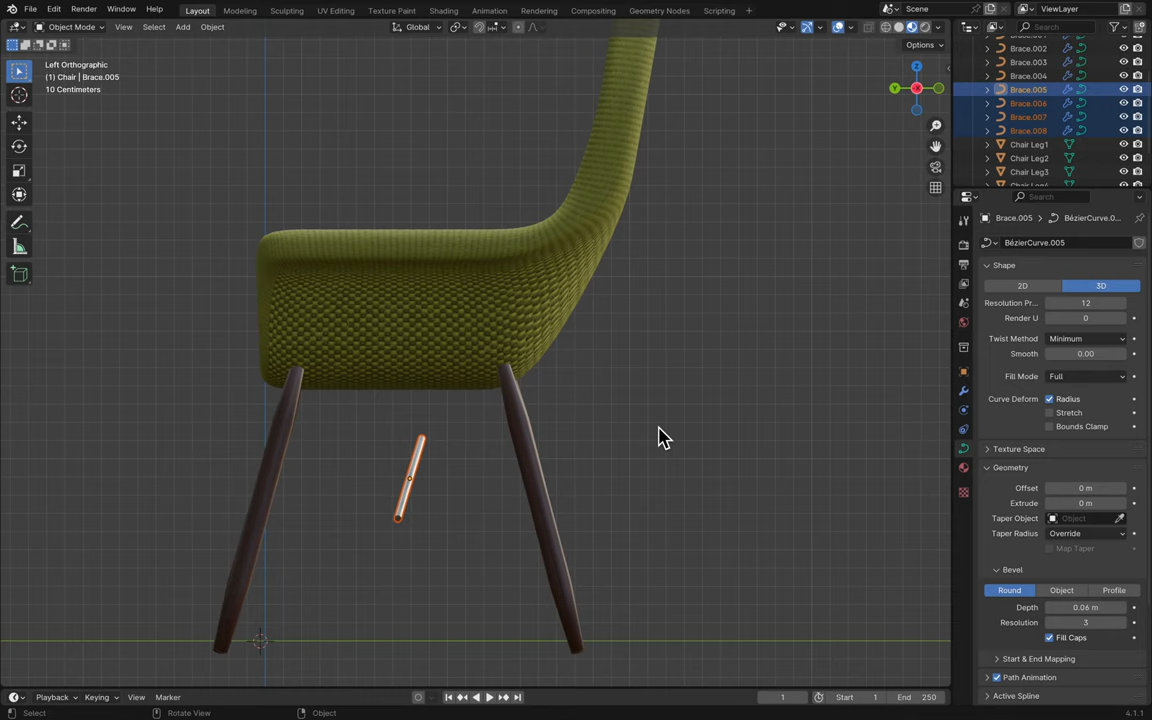 File Edit Render Window Help Layout Modeling Sculpting UV Editing Texture Paint Shading Animation Rendering Compositing Geometry Nodes Scripting + Scene ViewLayer
Object Mode View Select Add Object Global Search
Options
Left Orthographic
(1) Chair | Brace.005
10 Centimeters
Z
Y
-X
Brace.002
Brace.003
Brace.004
Brace.005
Brace.006
Brace.007
Brace.008
Chair Leg1
Chair Leg2
Chair Leg3
Search
Brace.005 > BézierCurve.0...
BézierCurve.005
Shape
2D 3D
Resolution Pr... 12
Render U 0
Twist Method Minimum
Smooth 0.00
Fill Mode Full
Curve Deform Radius
Stretch
Bounds Clamp
Texture Space
Geometry
Offset 0 m
Extrude 0 m
Taper Object Object
Taper Radius Override
Map Taper
Bevel
Round Object Profile
Depth 0.06 m
Resolution 3
Fill Caps
Start & End Mapping
Path Animation
Active Spline
Playback Keying View Marker 1 Start 1 End 250
Select Rotate View Object 4.1.1